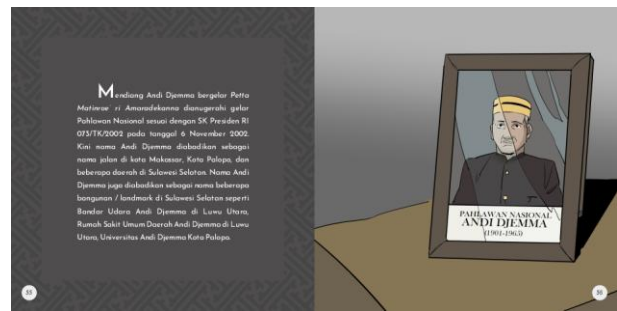 Mendiang Andi Djemma bergelar Petta
Matinroe' ri Amaradekanna dianugerahi gelar
Pahlawan Nasional sesuai dengan SK Presiden RI
073/TK/2002 pada tanggal 6 November 2002.
Kini nama Andi Djemma diabadikan sebagai
nama jalan di kota Makassar, Kota Palopo, dan
beberapa daerah di Sulawesi Selatan. Nama Andi
Djemma juga diabadikan sebagai nama beberapa
bangunan / landmark di Sulawesi Selatan seperti
Bandar Udara Andi Djemma di Luwu Utara,
Rumah Sakit Umum Daerah Andi Djemma di Luwu
Utara, Universitas Andi Djemma Kota Palopo.
35
PAHLAWAN NASIONAL
ANDI DJEMMA
(1901-1965)
36